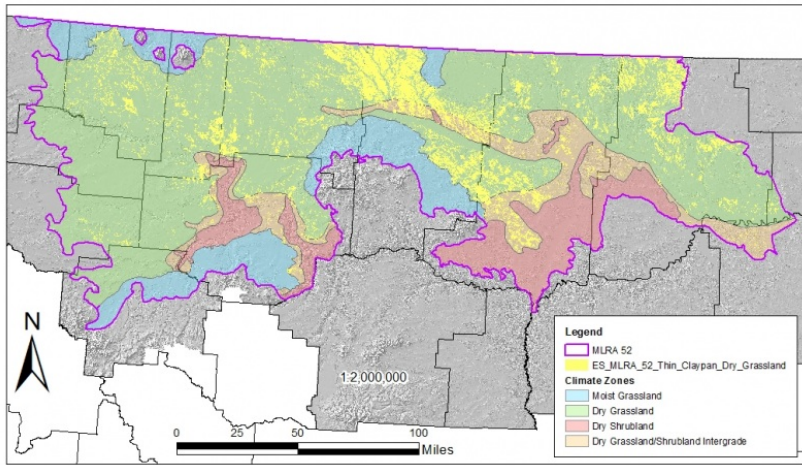 N
1:2,000,000
0 25 50 100
Miles
Legend
MLRA 52
ES_MLRA_52_Thin_Claypan_Dry_Grassland
Climate Zones
Moist Grassland
Dry Grassland
Dry Shrubland
Dry Grassland/Shrubland Intergrade